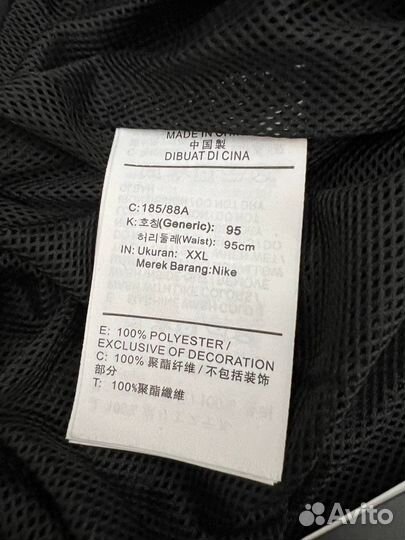 MADE IN CHINA
中国製
DIBUAT DI CINA
C: 185/88A
K: 호칭(Generic): 95
허리둘레(Waist): 95cm
IN: Ukuran: XXL
Merek Barang: Nike
E: 100% POLYESTER /
EXCLUSIVE OF DECORATION
C: 100% 聚酯纤维 / 不包括装饰
部分
T: 100%聚酯纖維
Avito